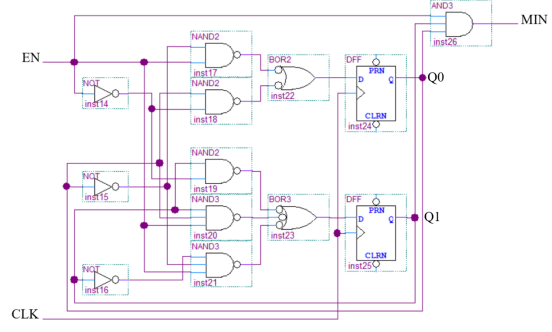 AND3
MIN
inst26
EN
NAND2
inst17
BOR2
inst22
DFF
PRN
D Q
CLRN
inst24
Q0
NOT
inst14
NAND2
inst18
NAND2
inst19
NOT
inst15
NAND3
inst20
BOR3
inst23
DFF
PRN
D Q
CLRN
inst25
Q1
NAND3
inst21
NOT
inst16
CLK